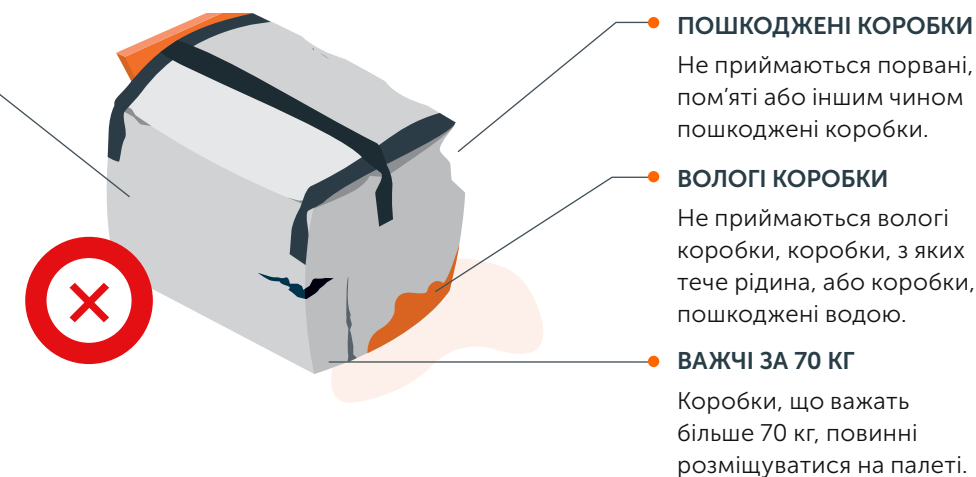 ПОШКОДЖЕНІ КОРОБКИ
Не приймаються порвані,
пом’яті або іншим чином
пошкоджені коробки.
ВОЛОГІ КОРОБКИ
Не приймаються вологі
коробки, коробки, з яких
тече рідина, або коробки,
пошкоджені водою.
ВАЖЧІ ЗА 70 КГ
Коробки, що важать
більше 70 кг, повинні
розміщуватися на палеті.